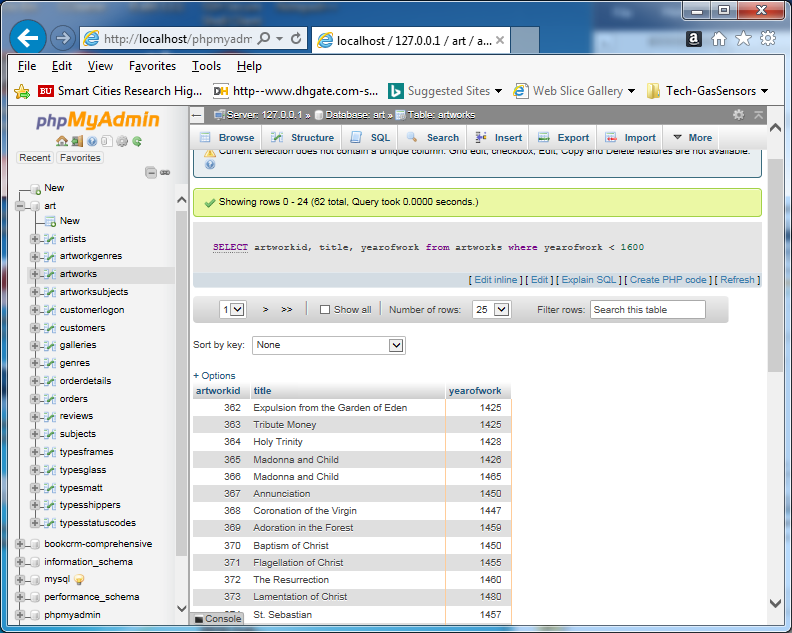 http://localhost/phpmyadm
localhost / 127.0.0.1 / art / a...
File Edit View Favorites Tools Help
BU Smart Cities Research Hig... DH http--www.dhgate.com-s... Suggested Sites Web Slice Gallery Tech-GasSensors
phpMyAdmin
Recent Favorites
New
art
New
artists
artworkgenres
artworks
artworksubjects
customerlogon
customers
galleries
genres
orderdetails
orders
reviews
subjects
typesframes
typesglass
typesmatt
typesshippers
typesstatuscodes
bookcrm-comprehensive
information_schema
mysql
performance_schema
phpmyadmin
Server: 127.0.0.1 » Database: art » Table: artworks
Browse Structure SQL Search Insert Export Import More
Current selection does not contain a unique column. Grid edit, checkbox, Edit, Copy and Delete features are not available.
Showing rows 0 - 24 (62 total, Query took 0.0000 seconds.)
SELECT artworkid, title, yearofwork from artworks where yearofwork < 1600
[ Edit inline ] [ Edit ] [ Explain SQL ] [ Create PHP code ] [ Refresh ]
1 > >> Show all Number of rows: 25 Filter rows: Search this table
Sort by key: None
+ Options
artworkid title yearofwork
362 Expulsion from the Garden of Eden 1425
363 Tribute Money 1425
364 Holy Trinity 1428
365 Madonna and Child 1426
366 Madonna and Child 1465
367 Annunciation 1450
368 Coronation of the Virgin 1447
369 Adoration in the Forest 1459
370 Baptism of Christ 1450
371 Flagellation of Christ 1455
372 The Resurrection 1460
373 Lamentation of Christ 1480
St. Sebastian 1457
Console